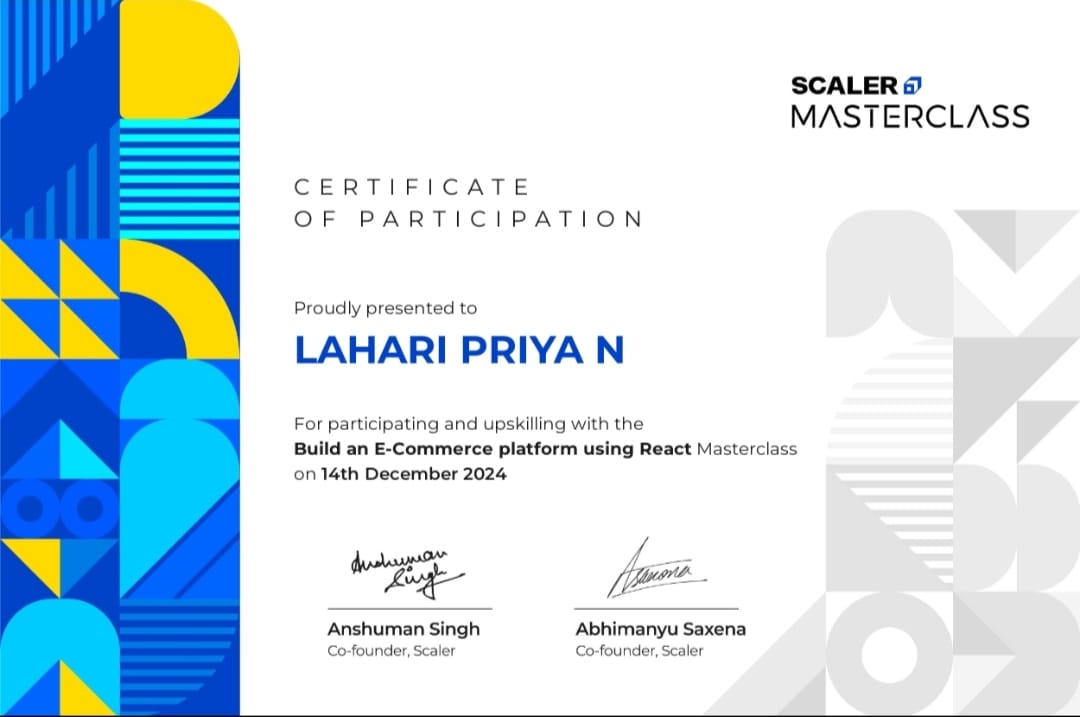 SCALER
MASTERCLASS
CERTIFICATE
OF PARTICIPATION
Proudly presented to
LAHARI PRIYA N
For participating and upskilling with the
Build an E-Commerce platform using React Masterclass
on 14th December 2024
Anshuman
Singh
Asaxena
Anshuman Singh
Co-founder, Scaler
Abhimanyu Saxena
Co-founder, Scaler